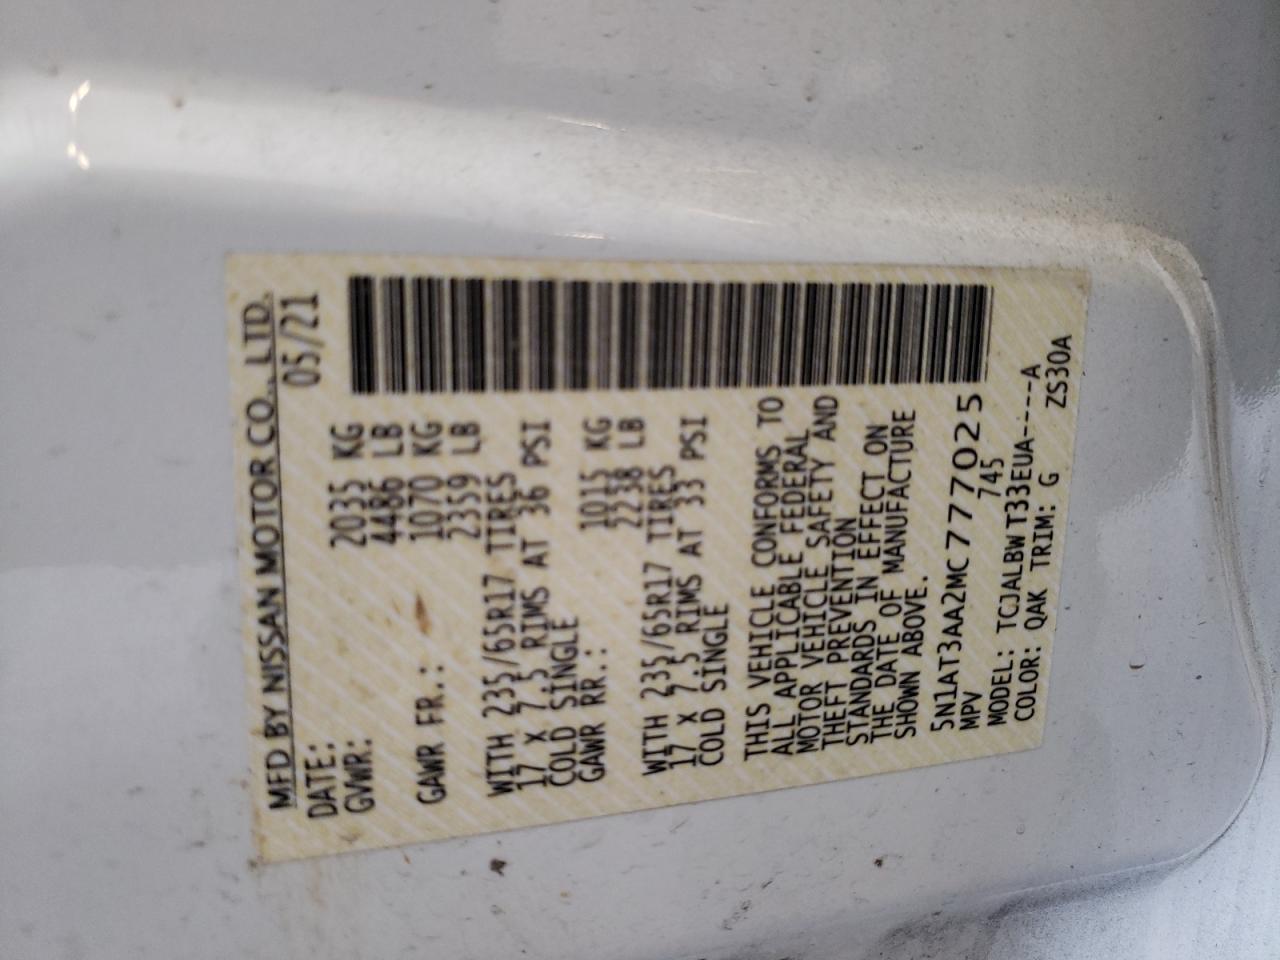 MFD BY NISSAN MOTOR CO., LTD.
DATE: 05/21
GVWR: 2035 KG
4486 LB
GAWR FR.: 1070 KG
2359 LB
WITH 235/65R17 TIRES
17 x 7.5 RIMS AT 36 PSI
COLD SINGLE
GAWR RR.: 1015 KG
2238 LB
WITH 235/65R17 TIRES
17 x 7.5 RIMS AT 33 PSI
COLD SINGLE
THIS VEHICLE CONFORMS TO
ALL APPLICABLE FEDERAL
MOTOR VEHICLE SAFETY AND
THEFT PREVENTION
STANDARDS IN EFFECT ON
THE DATE OF MANUFACTURE
SHOWN ABOVE.
5N1AT3AA2MC777025
MPV 745
MODEL: TCJALBWT33EUA----A
COLOR: QAK TRIM: G ZS30A